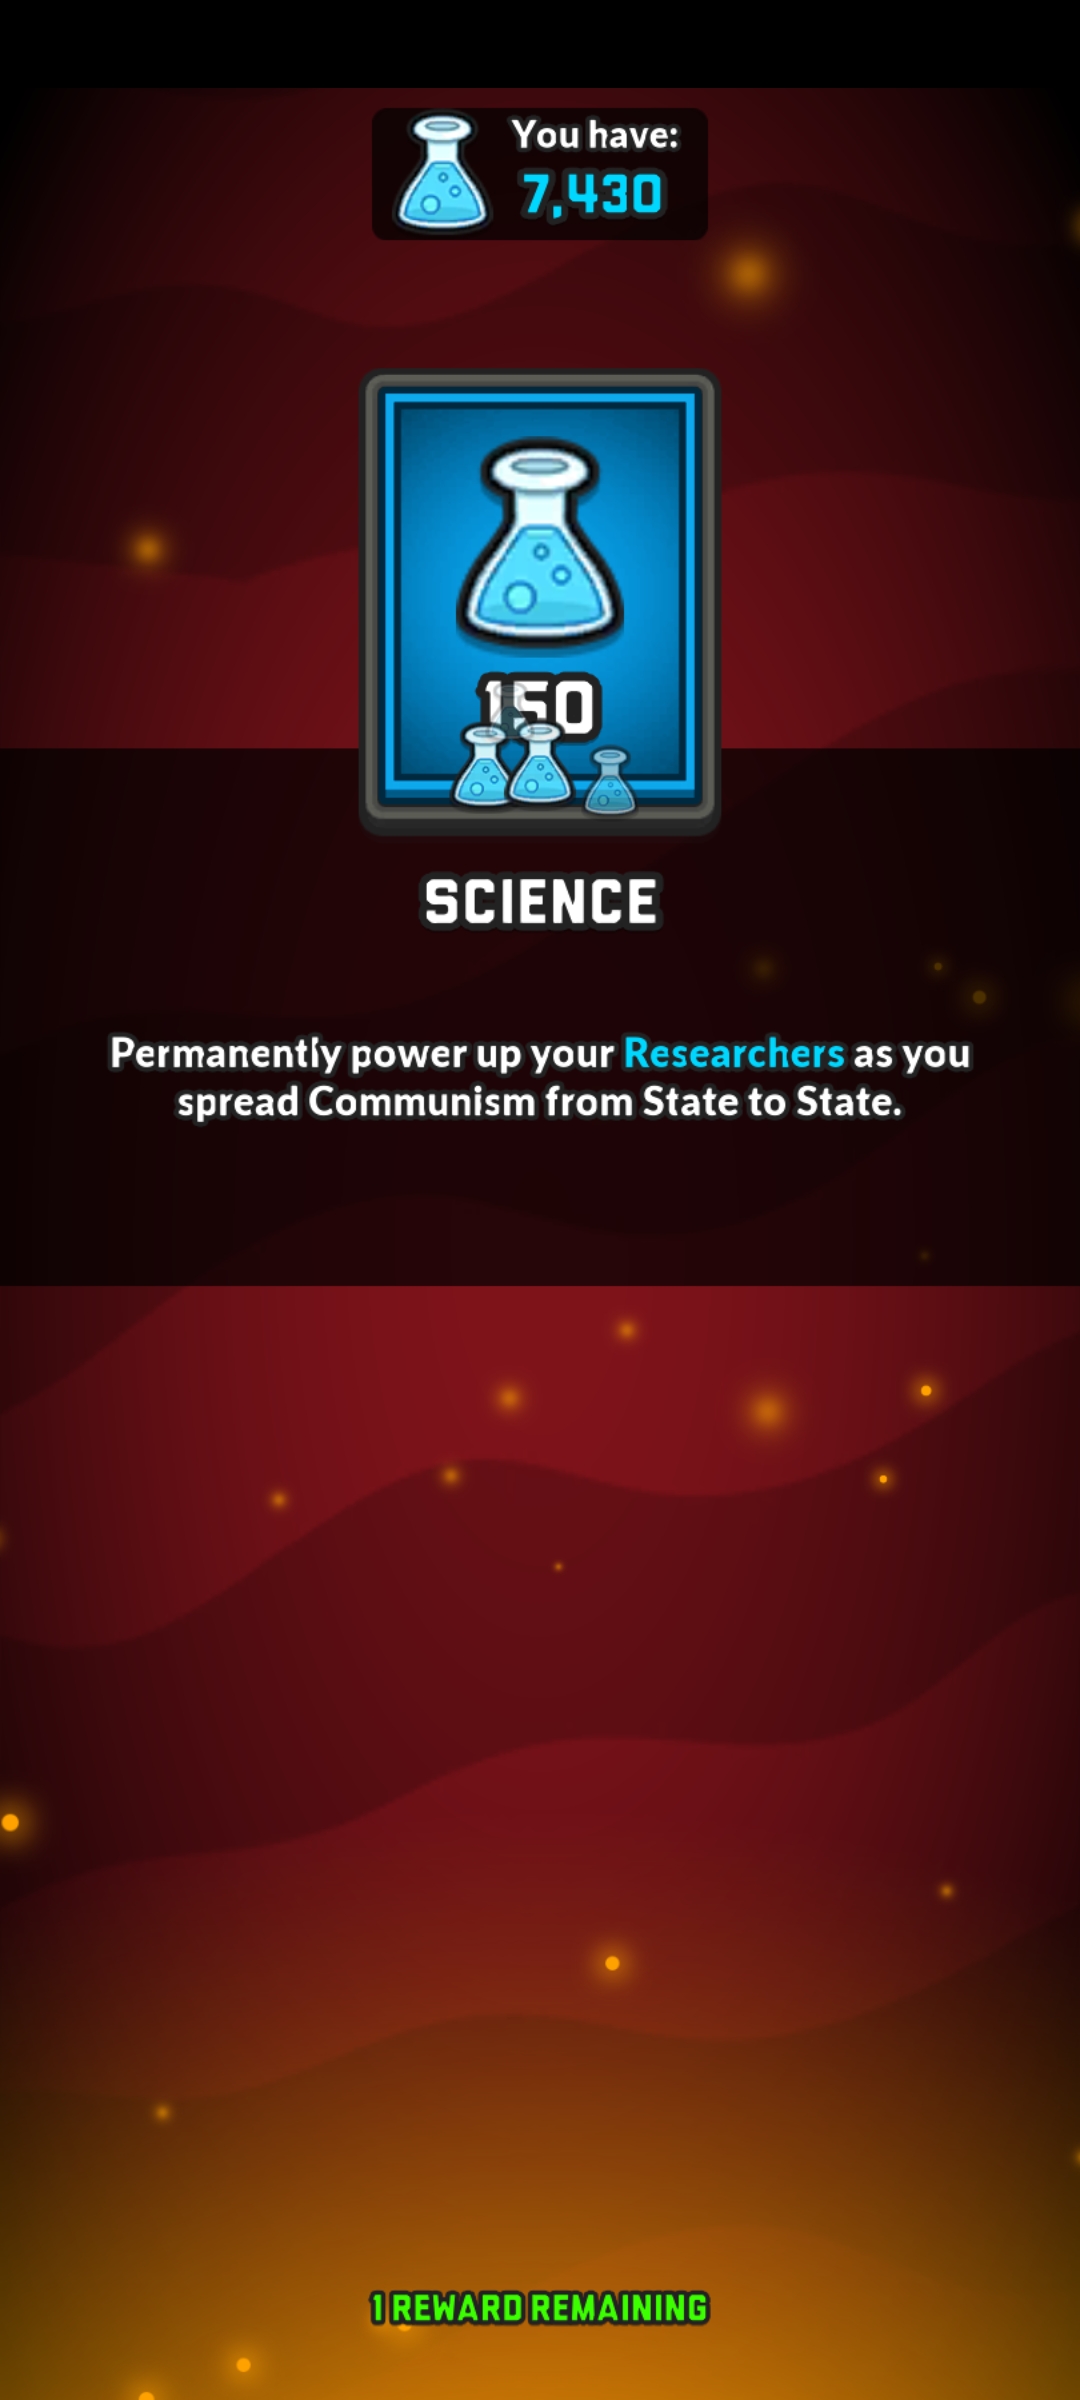 You have:
7,430
150
SCIENCE
Permanently power up your Researchers as you
spread Communism from State to State.
1 REWARD REMAINING